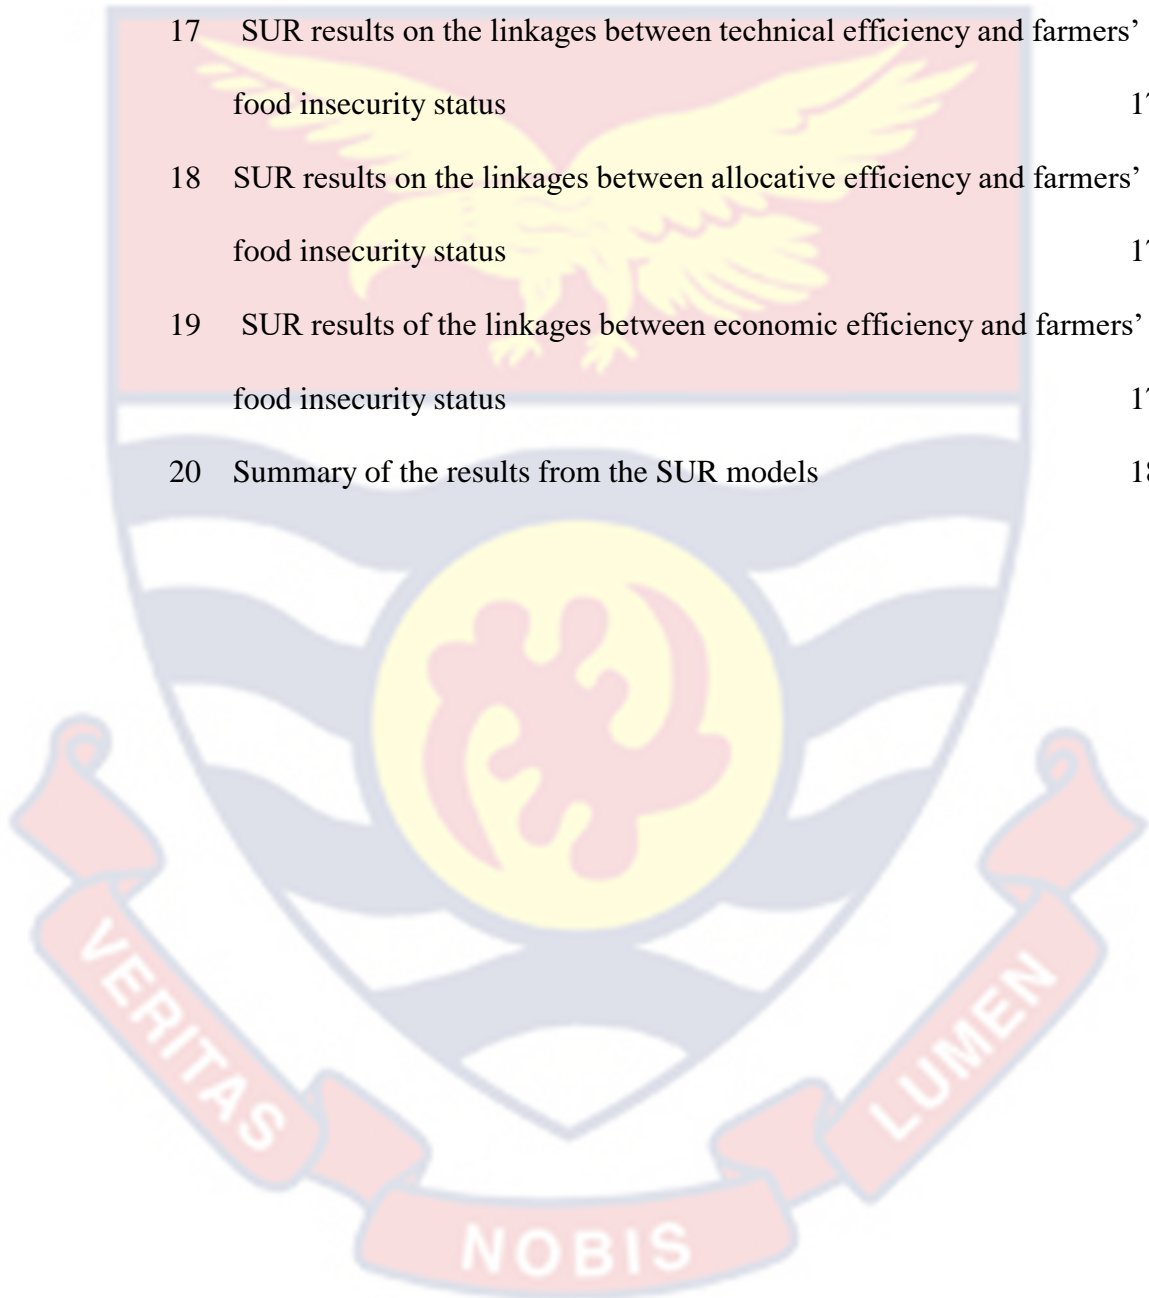 17 SUR results on the linkages between technical efficiency and farmers’
food insecurity status
18 SUR results on the linkages between allocative efficiency and farmers’
food insecurity status
19 SUR results of the linkages between economic efficiency and farmers’
food insecurity status
20 Summary of the results from the SUR models
VERITAS
NOBIS
LUMEN